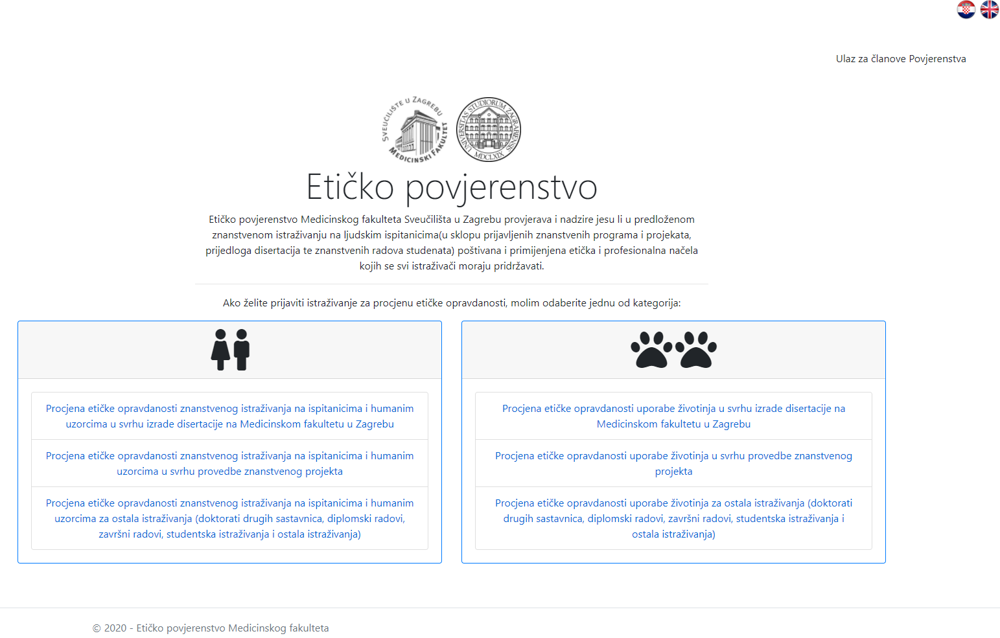 Ulaz za članove Povjerenstva
SVEUČILIŠTE U ZAGREBU
MEDICINSKI FAKULTET
UNIVERSITAS STUDIORUM ZAGRABIENSIS
MDCLXIX
Etičko povjerenstvo
Etičko povjerenstvo Medicinskog fakulteta Sveučilišta u Zagrebu provjerava i nadzire jesu li u predloženom
znanstvenom istraživanju na ljudskim ispitanicima(u sklopu prijavljenih znanstvenih programa i projekata,
prijedloga disertacija te znanstvenih radova studenata) poštivana i primijenjena etička i profesionalna načela
kojih se svi istraživači moraju pridržavati.
Ako želite prijaviti istraživanje za procjenu etičke opravdanosti, molim odaberite jednu od kategorija:
Procjena etičke opravdanosti znanstvenog istraživanja na ispitanicima i humanim
uzorcima u svrhu izrade disertacije na Medicinskom fakultetu u Zagrebu
Procjena etičke opravdanosti znanstvenog istraživanja na ispitanicima i humanim
uzorcima u svrhu provedbe znanstvenog projekta
Procjena etičke opravdanosti znanstvenog istraživanja na ispitanicima i humanim
uzorcima za ostala istraživanja (doktorati drugih sastavnica, diplomski radovi,
završni radovi, studentska istraživanja i ostala istraživanja)
Procjena etičke opravdanosti uporabe životinja u svrhu izrade disertacije na
Medicinskom fakultetu u Zagrebu
Procjena etičke opravdanosti uporabe životinja u svrhu provedbe znanstvenog
projekta
Procjena etičke opravdanosti uporabe životinja za ostala istraživanja (doktorati
drugih sastavnica, diplomski radovi, završni radovi, studentska istraživanja i
ostala istraživanja)
© 2020 - Etičko povjerenstvo Medicinskog fakulteta